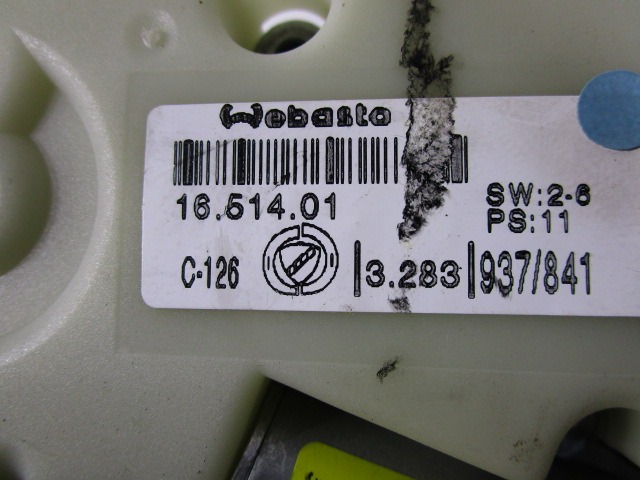 Webasto
16.514.01
SW:2-6
PS:11
C-126
|3.283|937/841